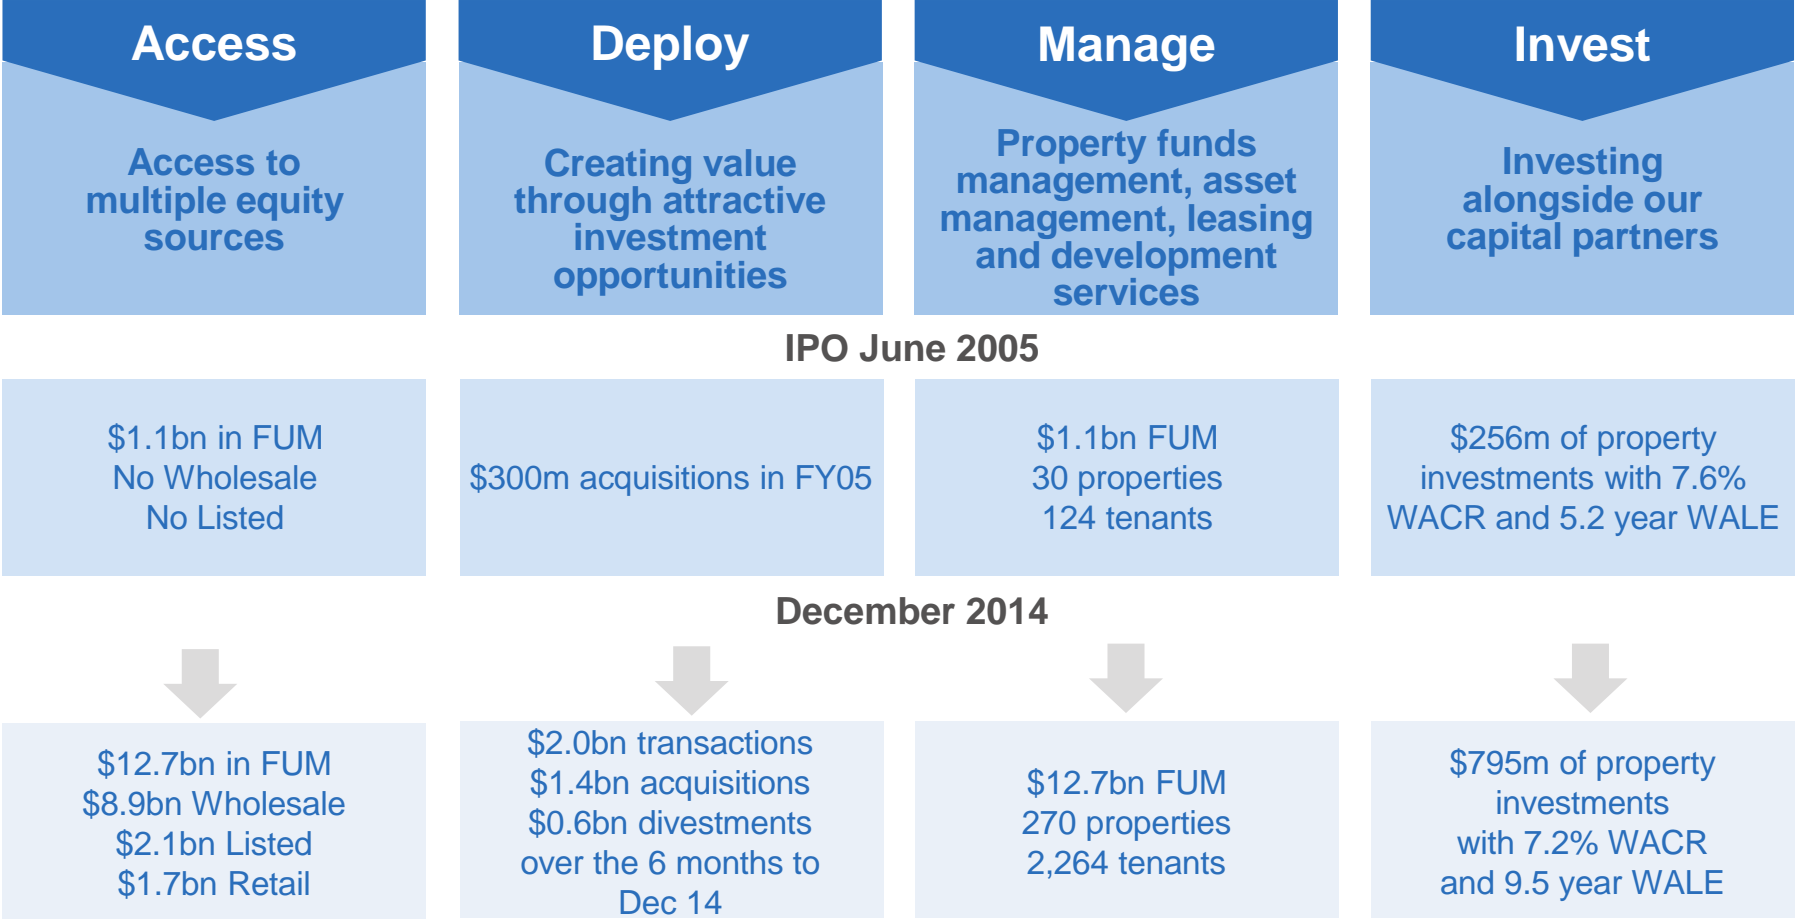 Access
Deploy
Manage
Invest
Access to
multiple equity
sources
Creating value
through attractive
investment
opportunities
Property funds
management, asset
management, leasing
and development
services
Investing
alongside our
capital partners
IPO June 2005
$1.1bn in FUM
No Wholesale
No Listed
$300m acquisitions in FY05
$1.1bn FUM
30 properties
124 tenants
$256m of property
investments with 7.6%
WACR and 5.2 year WALE
December 2014
$12.7bn in FUM
$8.9bn Wholesale
$2.1bn Listed
$1.7bn Retail
$2.0bn transactions
$1.4bn acquisitions
$0.6bn divestments
over the 6 months to
Dec 14
$12.7bn FUM
270 properties
2,264 tenants
$795m of property
investments
with 7.2% WACR
and 9.5 year WALE